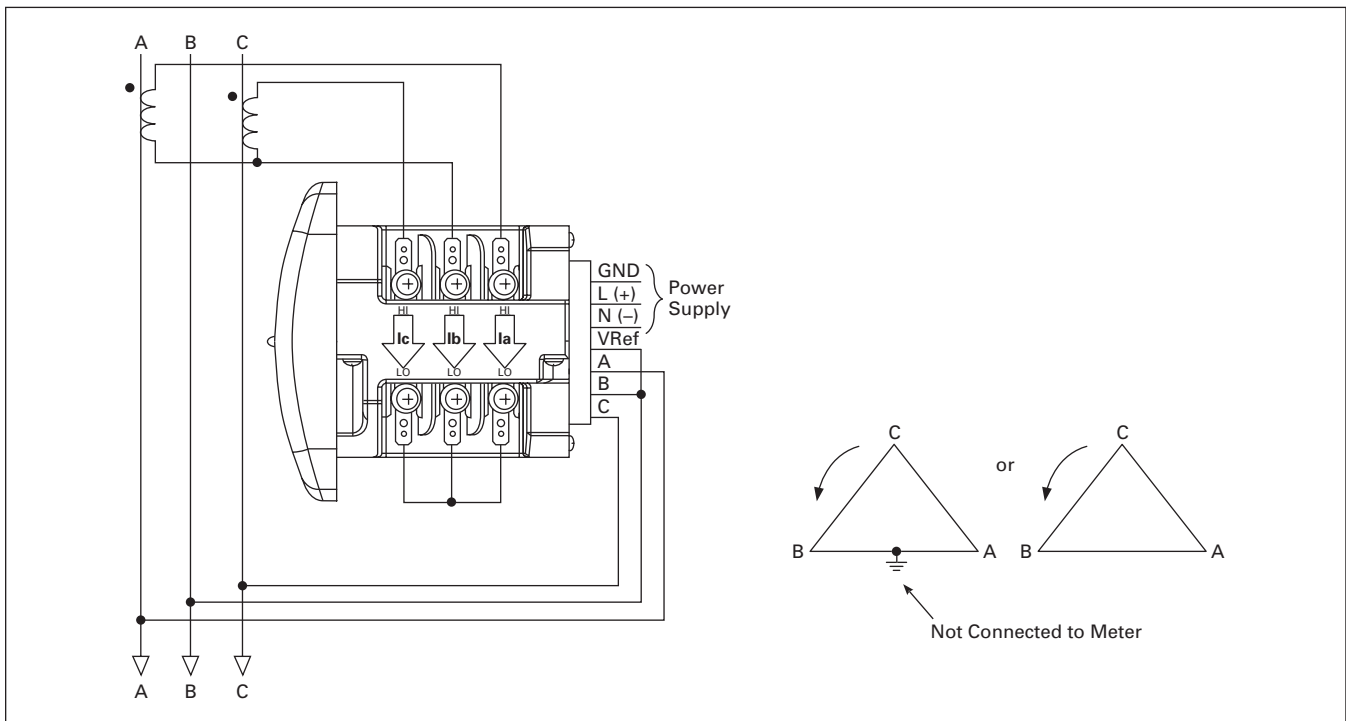 A B C
GND
L (+)
N (–)
VRef
A
B
C
Power
Supply
HI HI HI
Ic Ib Ia
LO LO LO
C
B
A
or
C
B
A
Not Connected to Meter
A B C